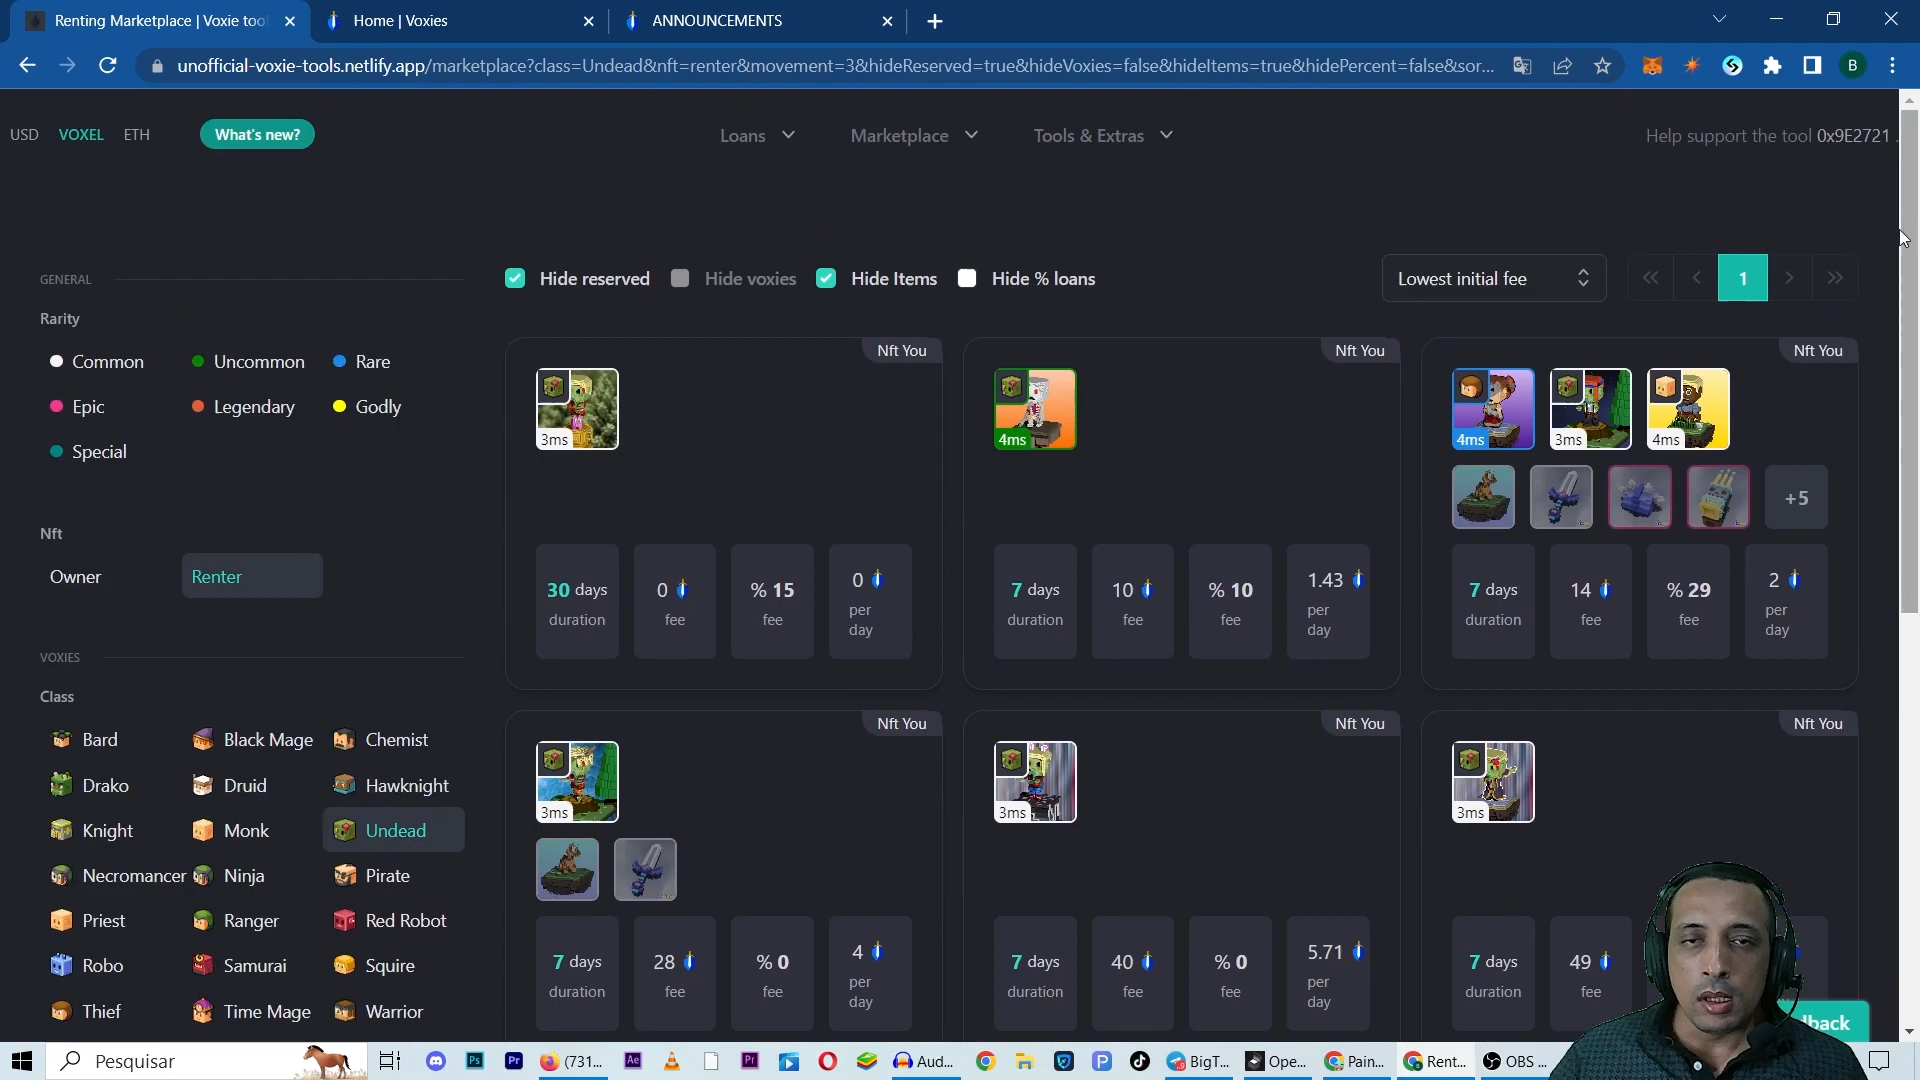 Renting Marketplace | Voxie too
Home | Voxies
ANNOUNCEMENTS
unofficial-voxie-tools.netlify.app/marketplace?class=Undead&nft=renter&movement=3&hideReserved=true&hideVoxies=false&hideItems=true&hidePercent=false&sor...
B
USD VOXEL ETH What's new?
Loans Marketplace Tools & Extras
Help support the tool 0x9E2721 .
GENERAL
Rarity
Common Uncommon Rare
Epic Legendary Godly
Special
Nft
Owner Renter
VOXIES
Class
Bard Black Mage Chemist
Drako Druid Hawknight
Knight Monk Undead
Necromancer Ninja Pirate
Priest Ranger Red Robot
Robo Samurai Squire
Thief Time Mage Warrior
Hide reserved Hide voxies Hide Items Hide % loans
Lowest initial fee
1
Nft You
3ms
30 days duration
0 fee
% 15 fee
0 per day
Nft You
4ms
7 days duration
10 fee
% 10 fee
1.43 per day
Nft You
4ms 3ms 4ms
+5
7 days duration
14 fee
% 29 fee
2 per day
Nft You
3ms
7 days duration
28 fee
% 0 fee
4 per day
Nft You
3ms
7 days duration
40 fee
% 0 fee
5.71 per day
Nft You
3ms
7 days duration
49 fee
dback
Pesquisar
(731... Aud... BigT... Ope... Pain... Rent... OBS ...